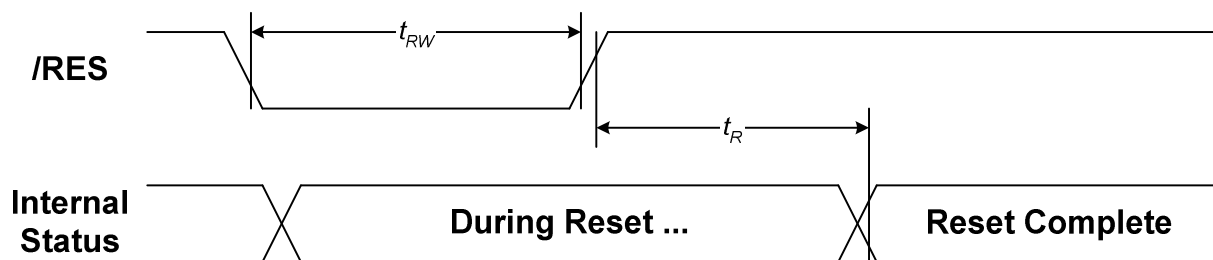 /RES
tRW
tR
Internal
Status
During Reset ...
Reset Complete